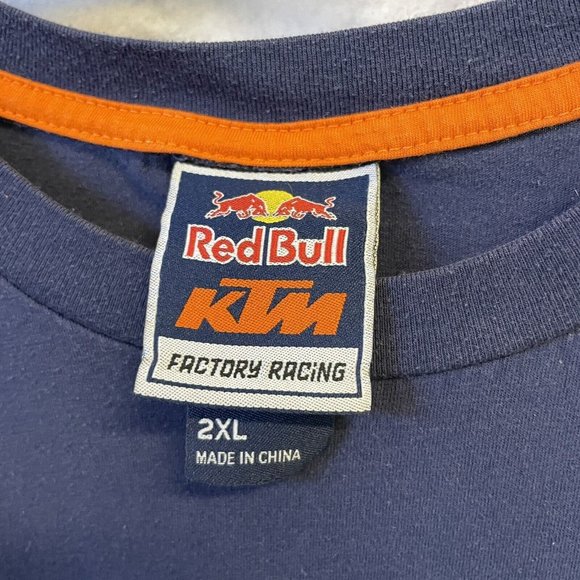 Red Bull
KTM
FACTORY RACING
2XL
MADE IN CHINA